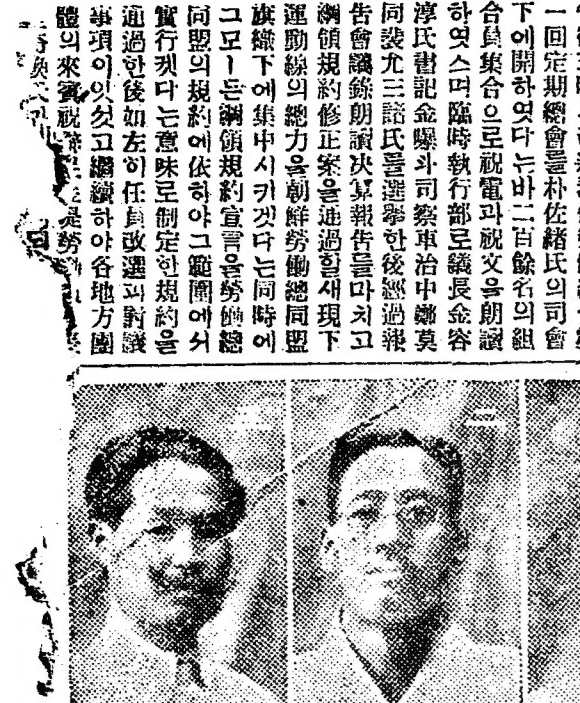 一回定期總會를朴佐緖氏의司會
下에開하엿다는바二百餘名의組
合員集合으로祝電과祝文을朗讀
하엿스며臨時執行部로議長金容
淳氏書記金曝와司察車治中鄭莫
同裴尤三諸氏를選擧한後經過報
告會議錄朗讀决算報告를마치고
綱領規約修正案을通過할새現下
運動線의總力을朝鮮勞働總同盟
旗織下에集中시키겟다는同時에
그모ー든綱領規約宣言을勞働總
同盟의規約에依하야그範圍에서
實行켓다는意味로制定한規約을
通過한後如左히任員改選과討議
事項이잇섯고繼續하야各地方團
體의來賓祝